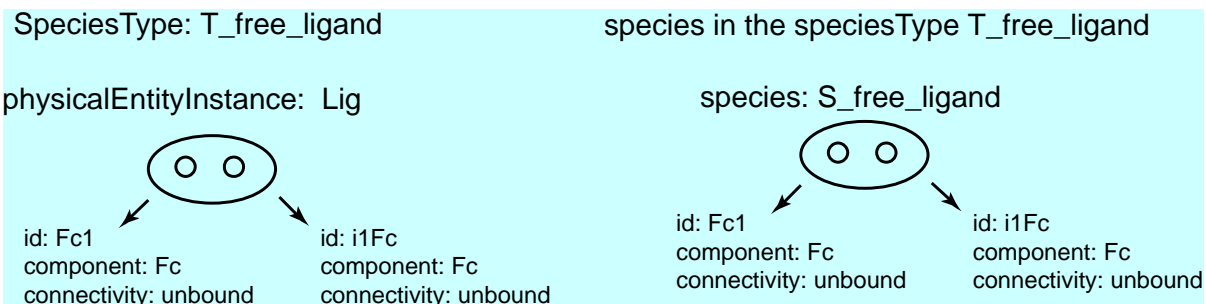 SpeciesType: T_free_ligand
physicalEntityInstance: Lig
id: Fc1
component: Fc
connectivity: unbound
id: i1Fc
component: Fc
connectivity: unbound
species in the speciesType T_free_ligand
species: S_free_ligand
id: Fc1
component: Fc
connectivity: unbound
id: i1Fc
component: Fc
connectivity: unbound